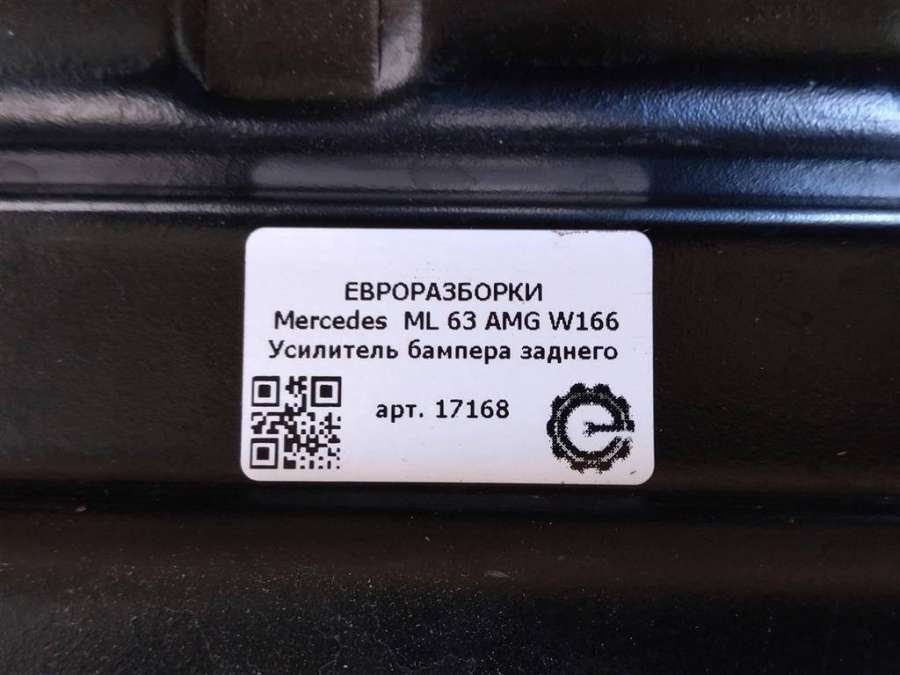 ЕВРОРАЗБОРКИ
Mercedes ML 63 AMG W166
Усилитель бампера заднего
арт. 17168